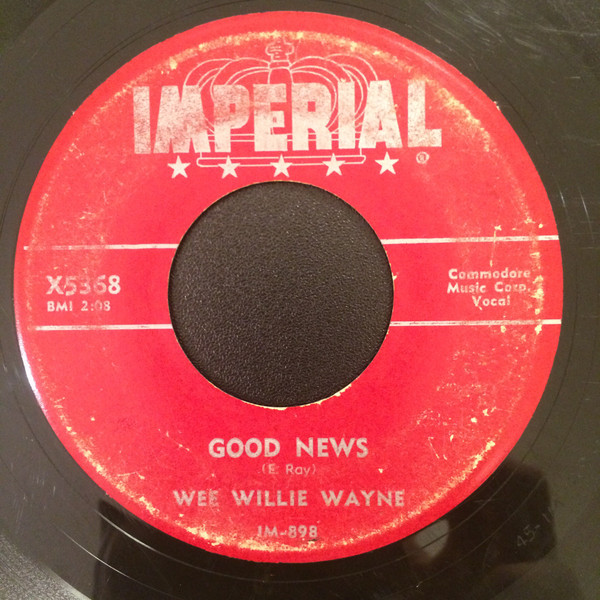 IMPERIAL
®
X5368
BMI 2:08
Commodore
Music Corp.
Vocal
GOOD NEWS
(E. Ray)
WEE WILLIE WAYNE
IM-898